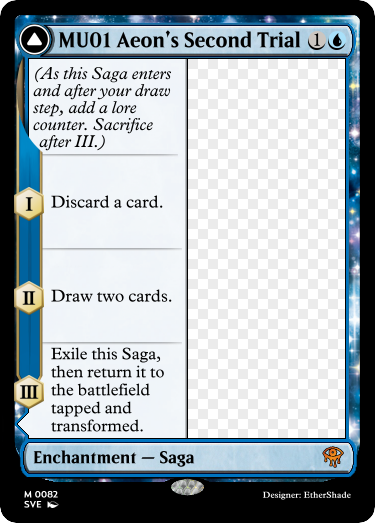 MU01 Aeon's Second Trial 1
(As this Saga enters
and after your draw
step, add a lore
counter. Sacrifice
after III.)
I Discard a card.
II Draw two cards.
Exile this Saga,
then return it to
III the battlefield
tapped and
transformed.
Enchantment — Saga
M 0082
SVE
Designer: EtherShade